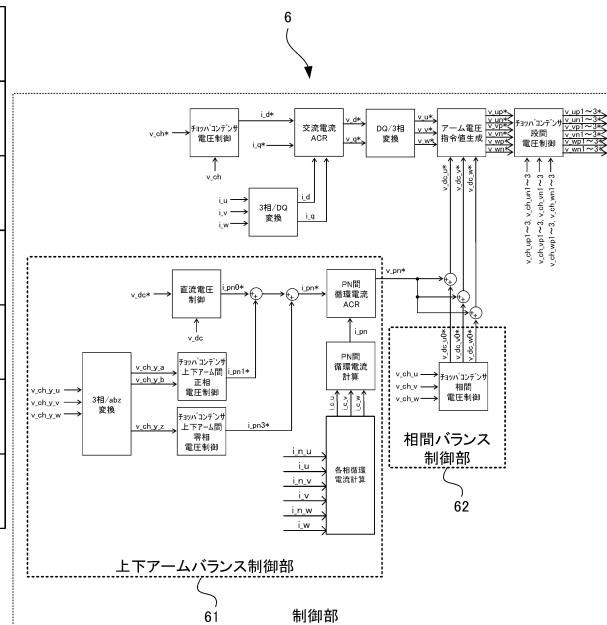 6
v_ch*
チョッパコンデンサ
電圧制御
v_ch
i_d*
i_q*
交流電流
ACR
v_d*
v_q*
DQ/3相
変換
v_u*
v_v*
v_w*
アーム電圧
指令値生成
v_up*
v_un*
v_vp*
v_vn*
v_wp*
v_wn*
チョッパコンデンサ
段間
電圧制御
v_up1～3*
v_un1～3*
v_vp1～3*
v_vn1～3*
v_wp1～3*
v_wn1～3*
i_u
i_v
i_w
3相/DQ
変換
i_d
i_q
v_dc_u*
v_dc_v*
v_dc_w*
v_ch_up1～3、v_ch_un1～3
v_ch_vp1～3、v_ch_vn1～3
v_ch_wp1～3、v_ch_wn1～3
v_dc*
直流電圧
制御
v_dc
i_pn0*
i_pn*
PN間
循環電流
ACR
v_pn*
i_pn
PN間
循環電流
計算
v_ch_y_u
v_ch_y_v
v_ch_y_w
3相/abz
変換
v_ch_y_a
v_ch_y_b
v_ch_y_z
チョッパコンデンサ
上下アーム間
正相
電圧制御
i_pn1*
チョッパコンデンサ
上下アーム間
零相
電圧制御
i_pn3*
i_c_u
i_c_v
i_c_w
i_n_u
i_u
i_n_v
i_v
i_n_w
i_w
各相循環
電流計算
v_dc_u0*
v_dc_v0*
v_dc_w0*
v_ch_u
v_ch_v
v_ch_w
チョッパコンデンサ
相間
電圧制御
相間バランス
制御部
62
上下アームバランス制御部
61
制御部